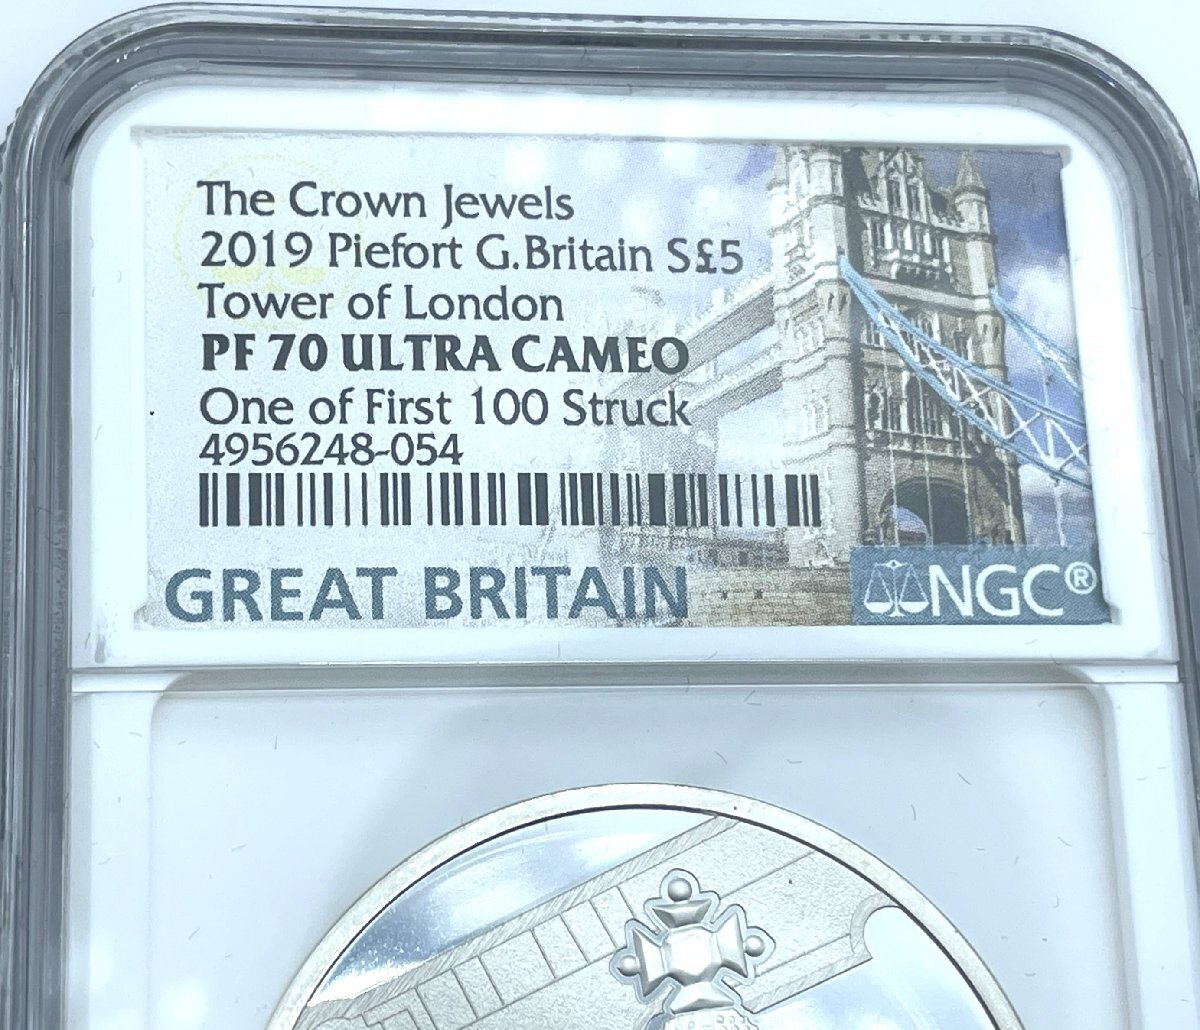 The Crown Jewels
2019 Piefort G.Britain S£5
Tower of London
PF 70 ULTRA CAMEO
One of First 100 Struck
4956248-054
GREAT BRITAIN
NGC®